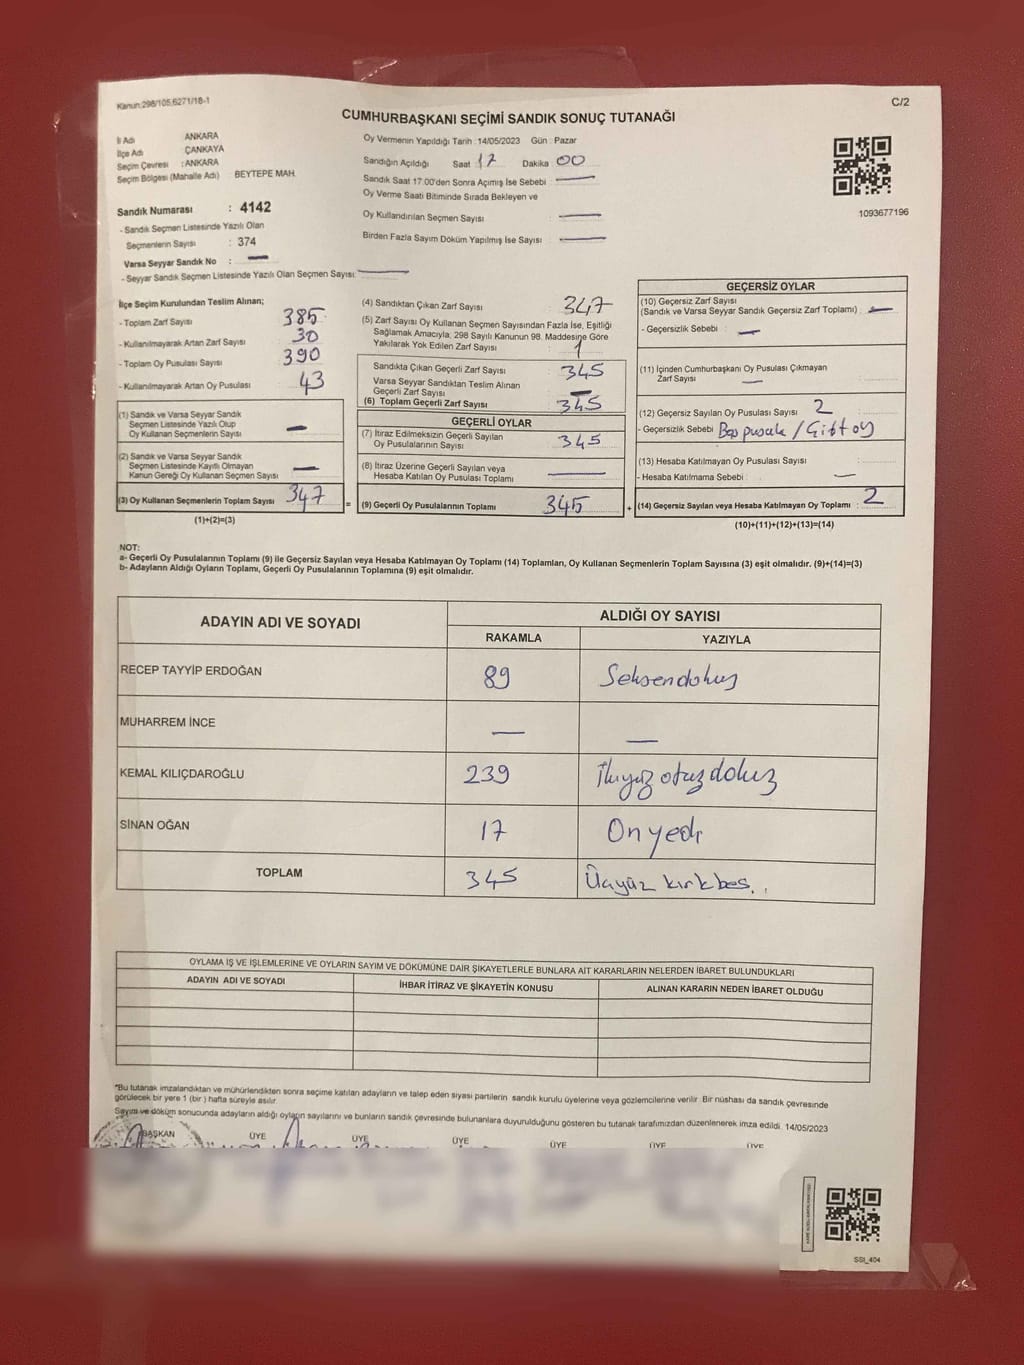 Kanun:298/105,6271/18-1
C/2
CUMHURBAŞKANI SEÇİMİ SANDIK SONUÇ TUTANAĞI
İl Adı ANKARA
İlçe Adı ÇANKAYA
Seçim Çevresi : ANKARA
Seçim Bölgesi (Mahalle Adı) BEYTEPE MAH.
Sandık Numarası : 4142
- Sandık Seçmen Listesinde Yazılı Olan
Seçmenlerin Sayısı : 374
Varsa Seyyar Sandık No : —
- Seyyar Sandık Seçmen Listesinde Yazılı Olan Seçmen Sayısı: —
Oy Vermenin Yapıldığı Tarih : 14/05/2023 Gün : Pazar
Sandığın Açıldığı Saat 17 Dakika 00
Sandık Saat 17.00'den Sonra Açımış İse Sebebi : —
Oy Verme Saati Bitiminde Sırada Bekleyen ve
Oy Kullandırılan Seçmen Sayısı : —
Birden Fazla Sayım Döküm Yapılmış İse Sayısı : —
1093677196
İlçe Seçim Kurulundan Teslim Alınan;
- Toplam Zarf Sayısı 385
- Kullanılmayarak Artan Zarf Sayısı 30
- Toplam Oy Pusulası Sayısı 390
- Kullanılmayarak Artan Oy Pusulası 43
(1) Sandık ve Varsa Seyyar Sandık
Seçmen Listesinde Yazılı Olup
Oy Kullanan Seçmenlerin Sayısı —
(2) Sandık ve Varsa Seyyar Sandık
Seçmen Listesinde Kayıtlı Olmayan
Kanun Gereği Oy Kullanan Seçmen Sayısı —
(3) Oy Kullanan Seçmenlerin Toplam Sayısı 347 =
(1)+(2)=(3)
(4) Sandıktan Çıkan Zarf Sayısı 347
(5) Zarf Sayısı Oy Kullanan Seçmen Sayısından Fazla İse, Eşitliği
Sağlamak Amacıyla, 298 Sayılı Kanunun 98. Maddesine Göre
Yakılarak Yok Edilen Zarf Sayısı 1
Sandıkta Çıkan Geçerli Zarf Sayısı 345
Varsa Seyyar Sandıktan Teslim Alınan
Geçerli Zarf Sayısı —
(6) Toplam Geçerli Zarf Sayısı 345
GEÇERLİ OYLAR
(7) İtiraz Edilmeksizin Geçerli Sayılan
Oy Pusulalarının Sayısı 345
(8) İtiraz Üzerine Geçerli Sayılan veya
Hesaba Katılan Oy Pusulası Toplamı —
(9) Geçerli Oy Pusulalarının Toplamı 345 +
GEÇERSİZ OYLAR
(10) Geçersiz Zarf Sayısı
(Sandık ve Varsa Seyyar Sandık Geçersiz Zarf Toplamı) : —
- Geçersizlik Sebebi : —
(11) İçinden Cumhurbaşkanı Oy Pusulası Çıkmayan
Zarf Sayısı —
(12) Geçersiz Sayılan Oy Pusulası Sayısı : 2
- Geçersizlik Sebebi : Boş pusula / Çift oy
(13) Hesaba Katılmayan Oy Pusulası Sayısı :
- Hesaba Katılmama Sebebi : —
(14) Geçersiz Sayılan veya Hesaba Katılmayan Oy Toplamı : 2
(10)+(11)+(12)+(13)=(14)
NOT:
a- Geçerli Oy Pusulalarının Toplamı (9) ile Geçersiz Sayılan veya Hesaba Katılmayan Oy Toplamı (14) Toplamları, Oy Kullanan Seçmenlerin Toplam Sayısına (3) eşit olmalıdır. (9)+(14)=(3)
b- Adayların Aldığı Oyların Toplamı, Geçerli Oy Pusulalarının Toplamına (9) eşit olmalıdır.
ADAYIN ADI VE SOYADI
ALDIĞI OY SAYISI
RAKAMLA YAZIYLA
RECEP TAYYİP ERDOĞAN 89 Seksendokuz
MUHARREM İNCE — —
KEMAL KILIÇDAROĞLU 239 İkiyüz otuz dokuz
SİNAN OĞAN 17 Onyedi
TOPLAM 345 Üçyüz kırkbeş.
OYLAMA İŞ VE İŞLEMLERİNE VE OYLARIN SAYIM VE DÖKÜMÜNE DAİR ŞİKAYETLERLE BUNLARA AİT KARARLARIN NELERDEN İBARET BULUNDUKLARI
ADAYIN ADI VE SOYADI İHBAR İTİRAZ VE ŞİKAYETİN KONUSU ALINAN KARARIN NEDEN İBARET OLDUĞU
*Bu tutanak imzalandıktan ve mühürlendikten sonra seçime katılan adayların ve talep eden siyasi partilerin sandık kurulu üyelerine veya gözlemcilerine verilir. Bir nüshası da sandık çevresinde
görülecek bir yere 1 (bir ) hafta süreyle asılır.
Sayım ve döküm sonucunda adayların aldığı oyların sayılarını ve bunların sandık çevresinde bulunanlara duyurulduğunu gösteren bu tutanak tarafımızdan düzenlenerek imza edildi. 14/05/2023
BAŞKAN ÜYE ÜYE ÜYE ÜYE ÜYE ÜYE
SSI_404